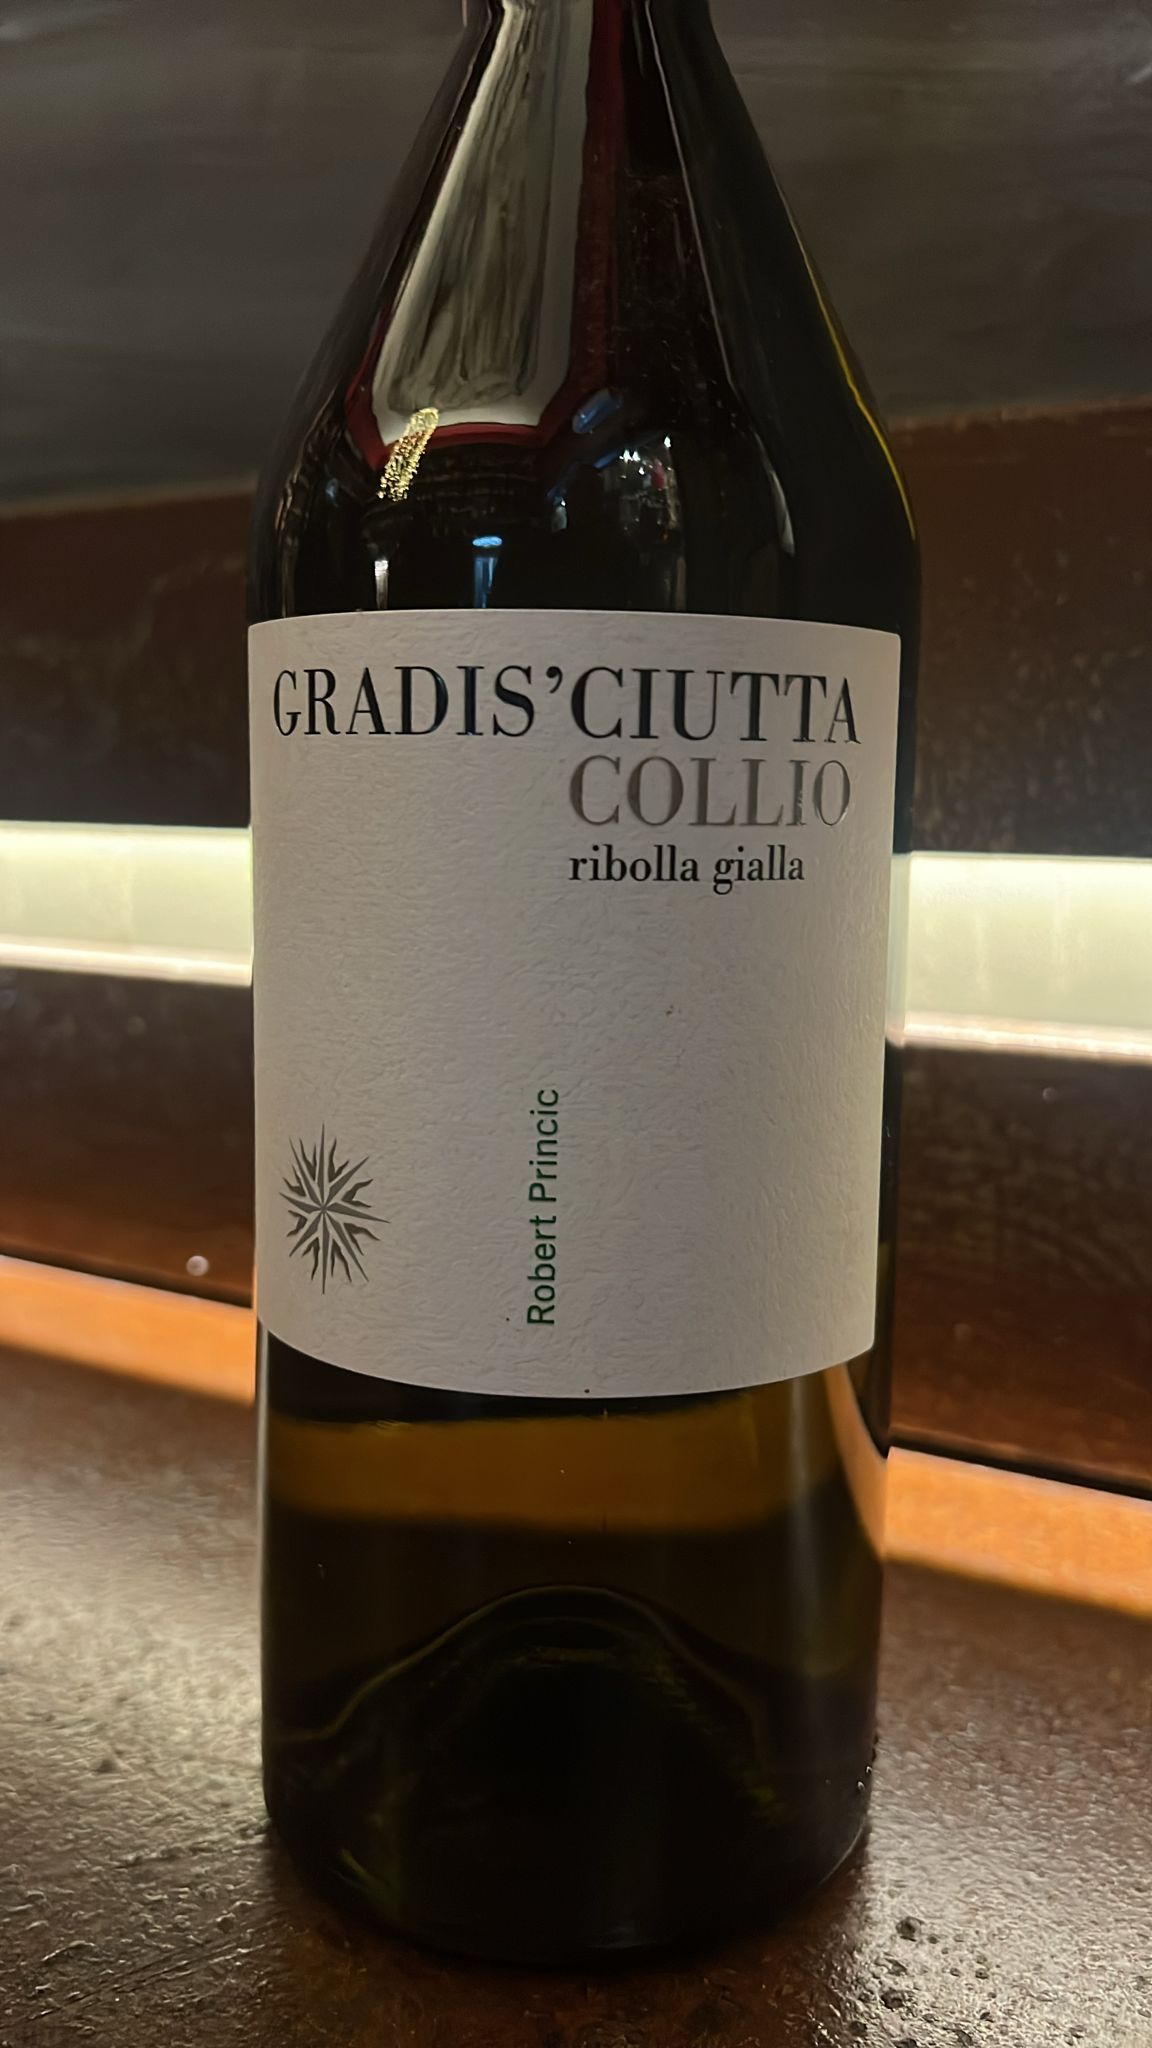 GRADIS’CIUTTA
COLLIO
ribolla gialla
Robert Princic